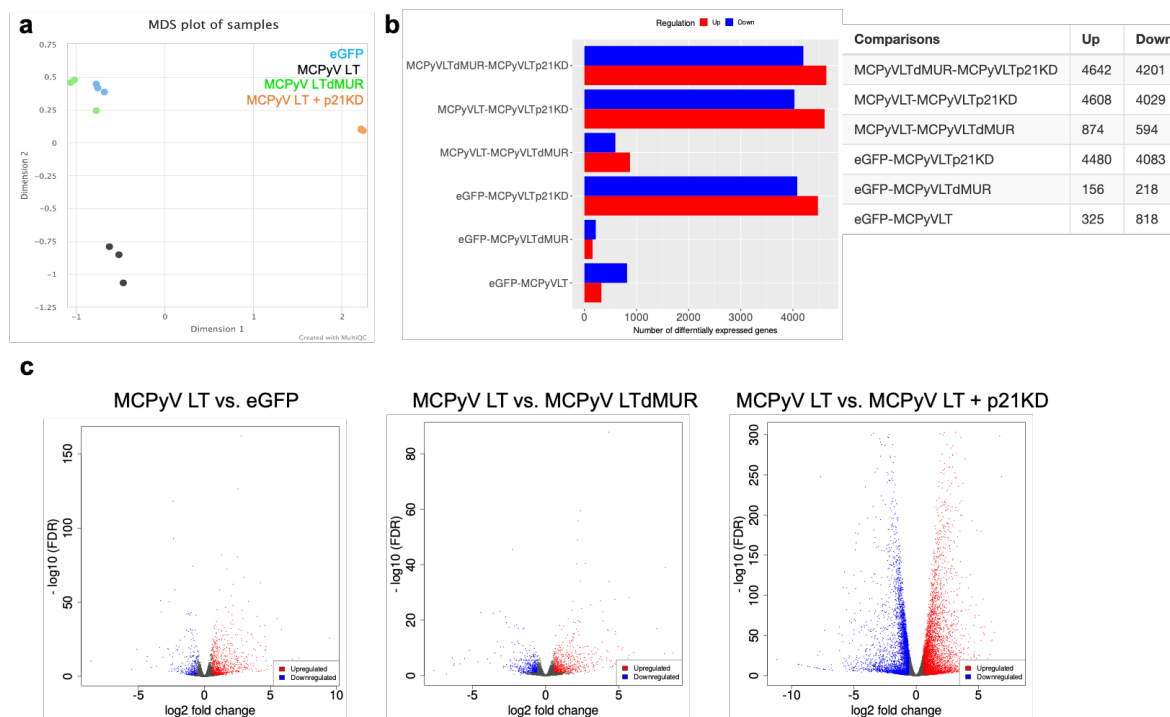 a
MDS plot of samples
eGFP
MCPyV LT
MCPyV LTdMUR
MCPyV LT + p21KD
0.75
0.5
0.25
0
-0.25
-0.5
-0.75
-1
-1.25
Dimension 2
-1
0
1
2
Dimension 1
Created with MultiQC
b
Regulation Up Down
MCPyVLTdMUR-MCPyVLTp21KD
MCPyVLT-MCPyVLTp21KD
MCPyVLT-MCPyVLTdMUR
eGFP-MCPyVLTp21KD
eGFP-MCPyVLTdMUR
eGFP-MCPyVLT
0 1000 2000 3000 4000
Number of differntially expressed genes
Comparisons Up Down
MCPyVLTdMUR-MCPyVLTp21KD 4642 4201
MCPyVLT-MCPyVLTp21KD 4608 4029
MCPyVLT-MCPyVLTdMUR 874 594
eGFP-MCPyVLTp21KD 4480 4083
eGFP-MCPyVLTdMUR 156 218
eGFP-MCPyVLT 325 818
c
MCPyV LT vs. eGFP
- log10 (FDR)
150
100
50
0
Upregulated
Downregulated
-5 0 5 10
log2 fold change
MCPyV LT vs. MCPyV LTdMUR
- log10 (FDR)
80
60
40
20
0
Upregulated
Downregulated
-5 0 5
log2 fold change
MCPyV LT vs. MCPyV LT + p21KD
- log10 (FDR)
300
250
200
150
100
50
0
Upregulated
Downregulated
-10 -5 0 5
log2 fold change